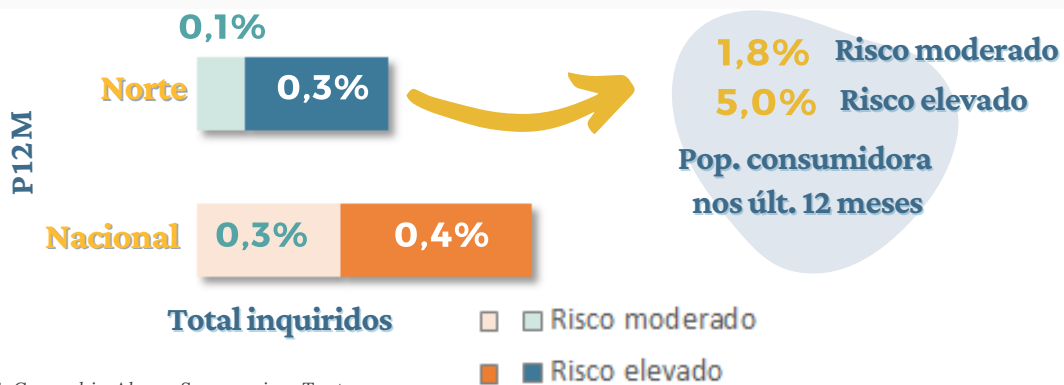 0,1%
Norte
0,3%
1,8% Risco moderado
5,0% Risco elevado
Pop. consumidora
nos últ. 12 meses
P12M
Nacional
0,3%
0,4%
Total inquiridos
Risco moderado
Risco elevado